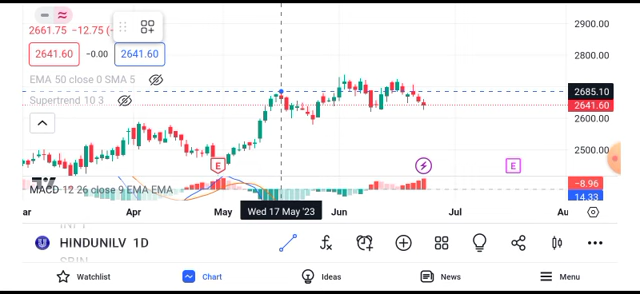 2900.00
2661.75 −12.75 (−
2800.00
2641.60 −0.00 2641.60
EMA 50 close 0 SMA 5
2685.10
Supertrend 10 3
2641.60
2600.00
2500.00
E E
MACD 12 26 close 9 EMA EMA
−8.96
14.33
ar Apr May Wed 17 May '23 Jun Jul Au
HINDUNILV 1D
Watchlist Chart Ideas News Menu